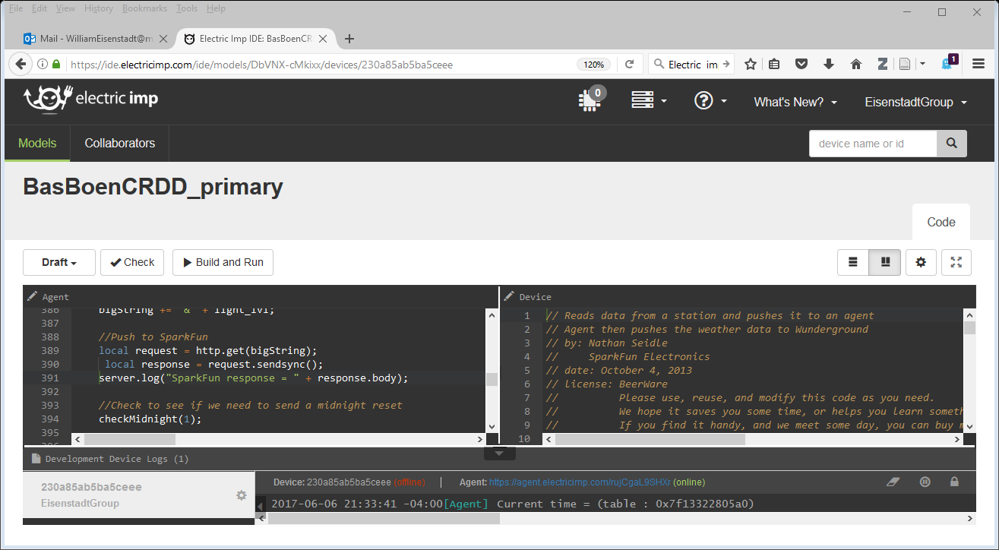 File Edit View History Bookmarks Tools Help
Mail - WilliamEisenstadt@m
Electric Imp IDE: BasBoenCR
https://ide.electricimp.com/ide/models/DbVNX-cMkixx/devices/230a85ab5ba5ceee
120%
Electric im
1
electric imp
0
What's New?
EisenstadtGroup
Models
Collaborators
device name or id
BasBoenCRDD_primary
Code
Draft
Check
Build and Run
Agent
386 bigString += "&" + light_lvl;
387
388 //Push to SparkFun
389 local request = http.get(bigString);
390 local response = request.sendsync();
391 server.log("SparkFun response = " + response.body);
392
393 //Check to see if we need to send a midnight reset
394 checkMidnight(1);
395
396
Device
1 // Reads data from a station and pushes it to an agent
2 // Agent then pushes the weather data to Wunderground
3 // by: Nathan Seidle
4 // SparkFun Electronics
5 // date: October 4, 2013
6 // license: BeerWare
7 // Please use, reuse, and modify this code as you need.
8 // We hope it saves you some time, or helps you learn someth
9 // If you find it handy, and we meet some day, you can buy m
10
Development Device Logs (1)
230a85ab5ba5ceee
EisenstadtGroup
Device: 230a85ab5ba5ceee (offline) | Agent: https://agent.electricimp.com/rujCgaL9SHXr (online)
2017-06-06 21:33:41 -04:00[Agent] Current time = (table : 0x7f13322805a0)